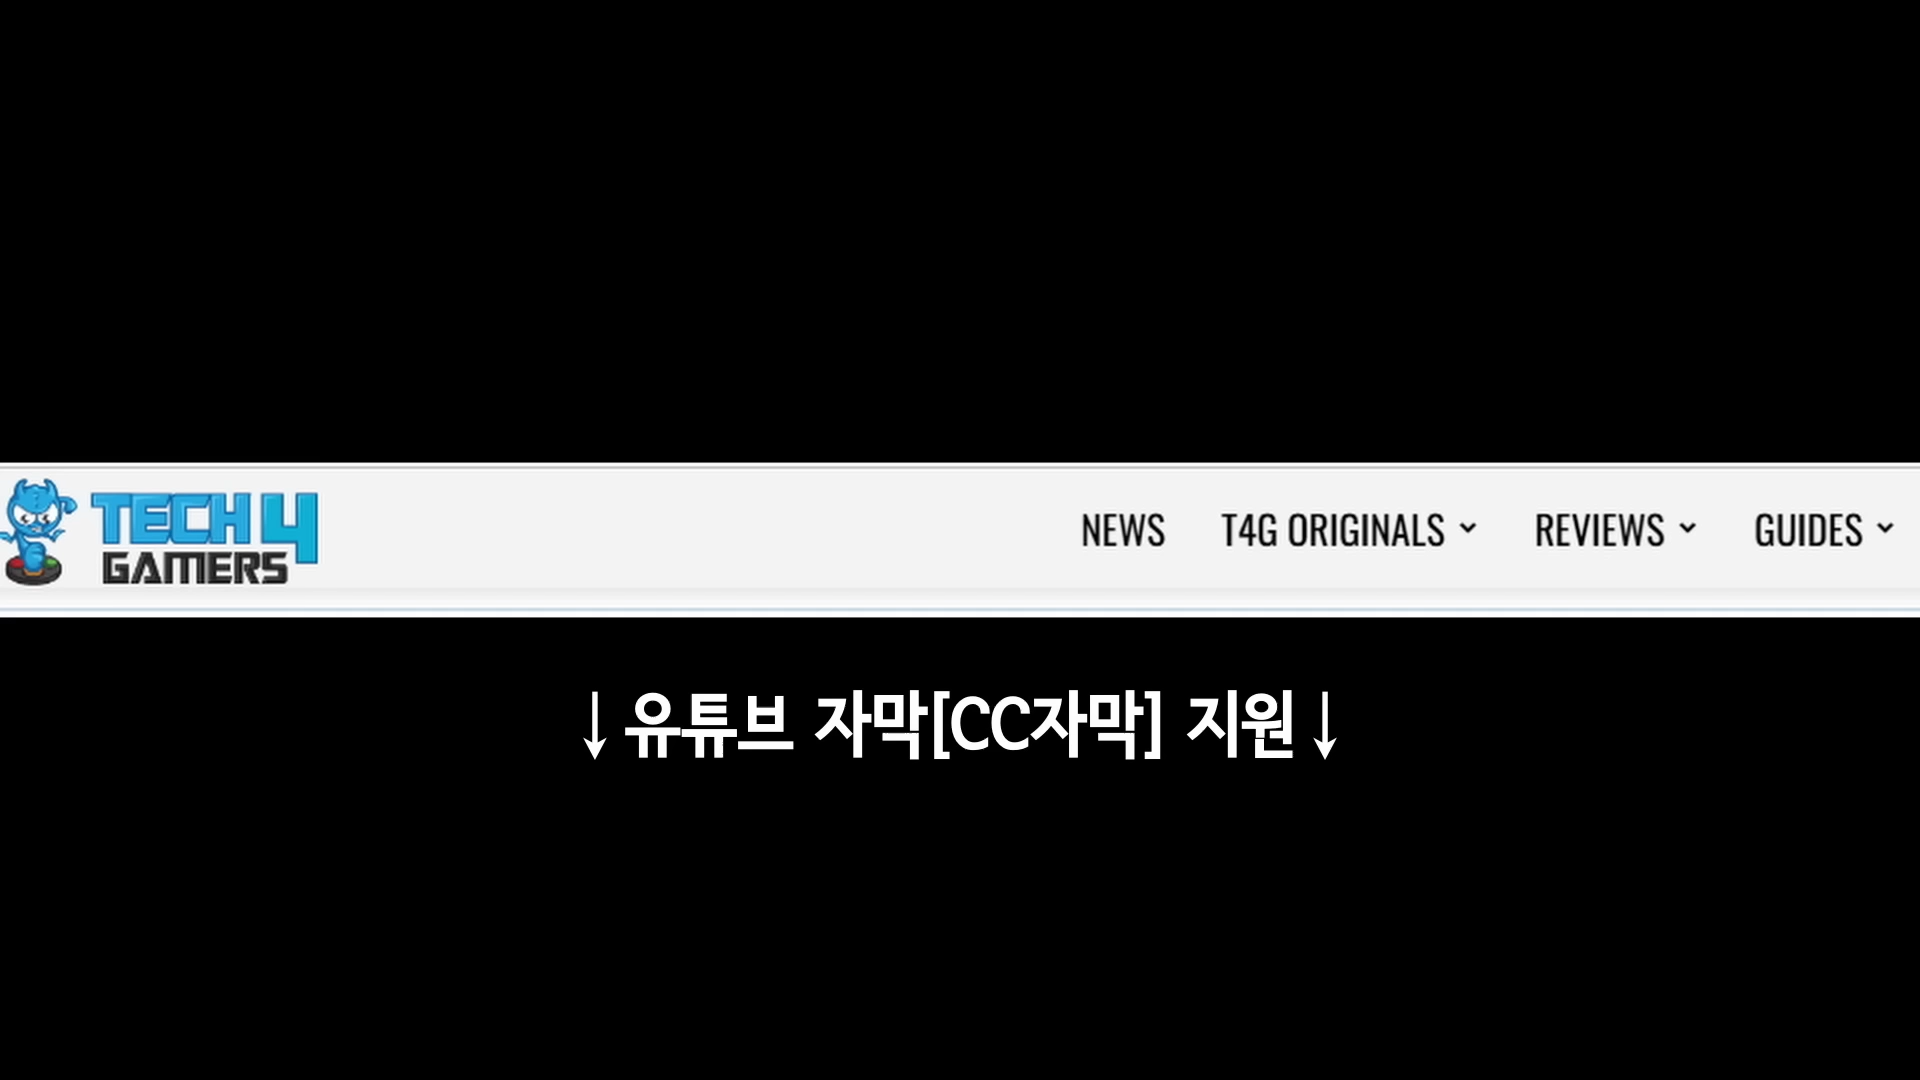 TECH 4
GAMERS
NEWS T4G ORIGINALS REVIEWS GUIDES
↓유튜브 자막[CC자막] 지원↓